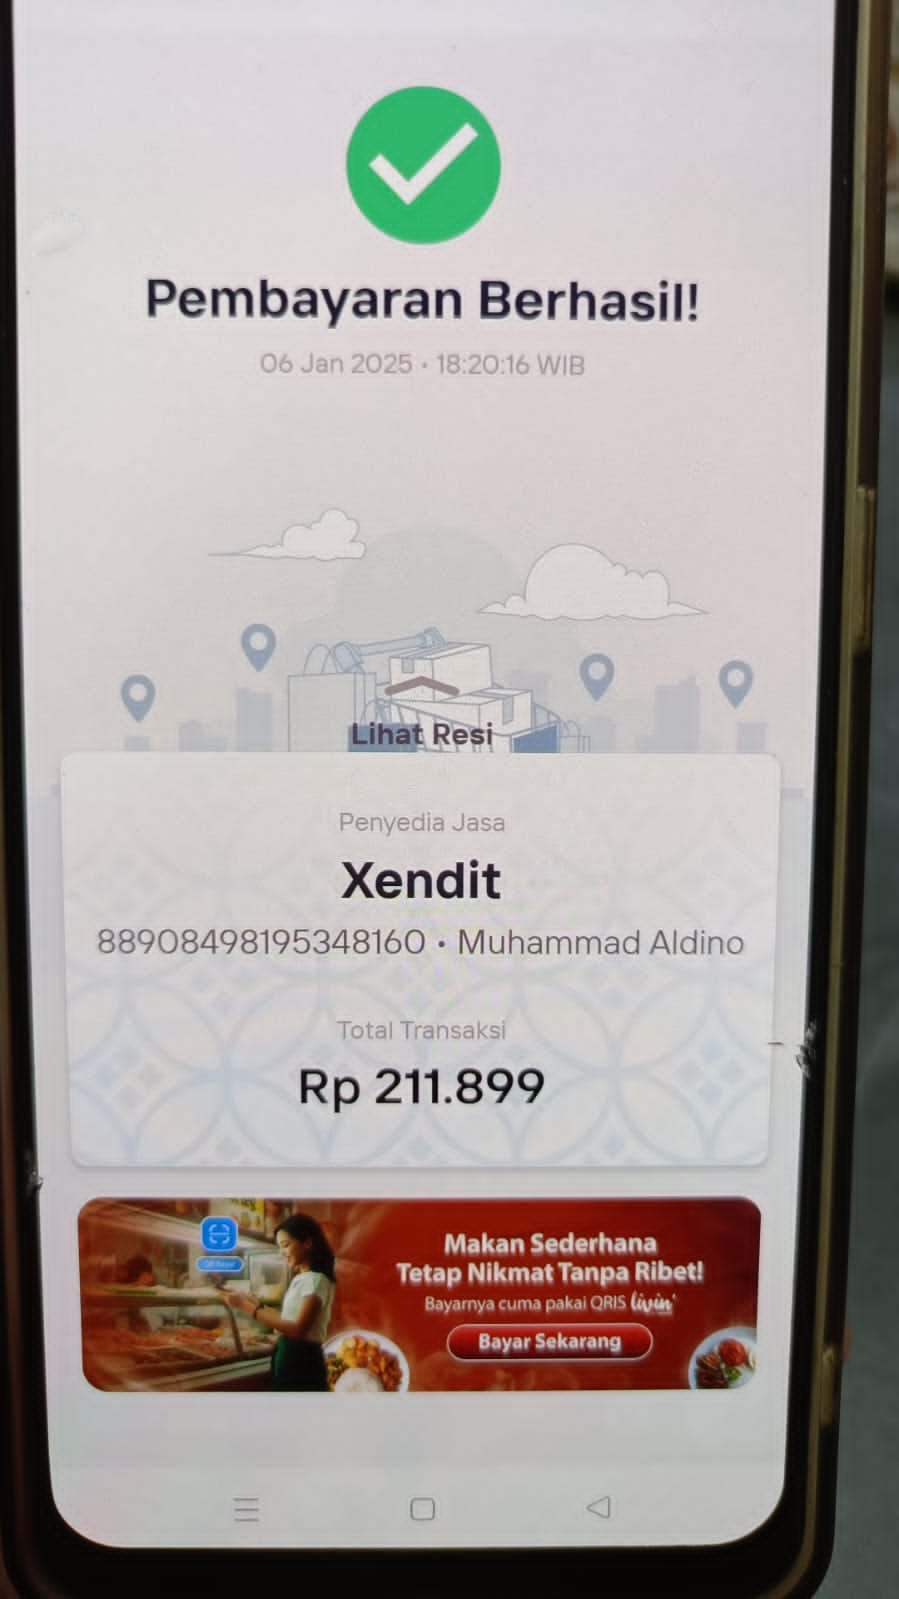 Pembayaran Berhasil!
06 Jan 2025 • 18:20:16 WIB
Lihat Resi
Penyedia Jasa
Xendit
88908498195348160 • Muhammad Aldino
Total Transaksi
Rp 211.899
Makan Sederhana
Tetap Nikmat Tanpa Ribet!
Bayarnya cuma pakai QRIS livin'
Bayar Sekarang